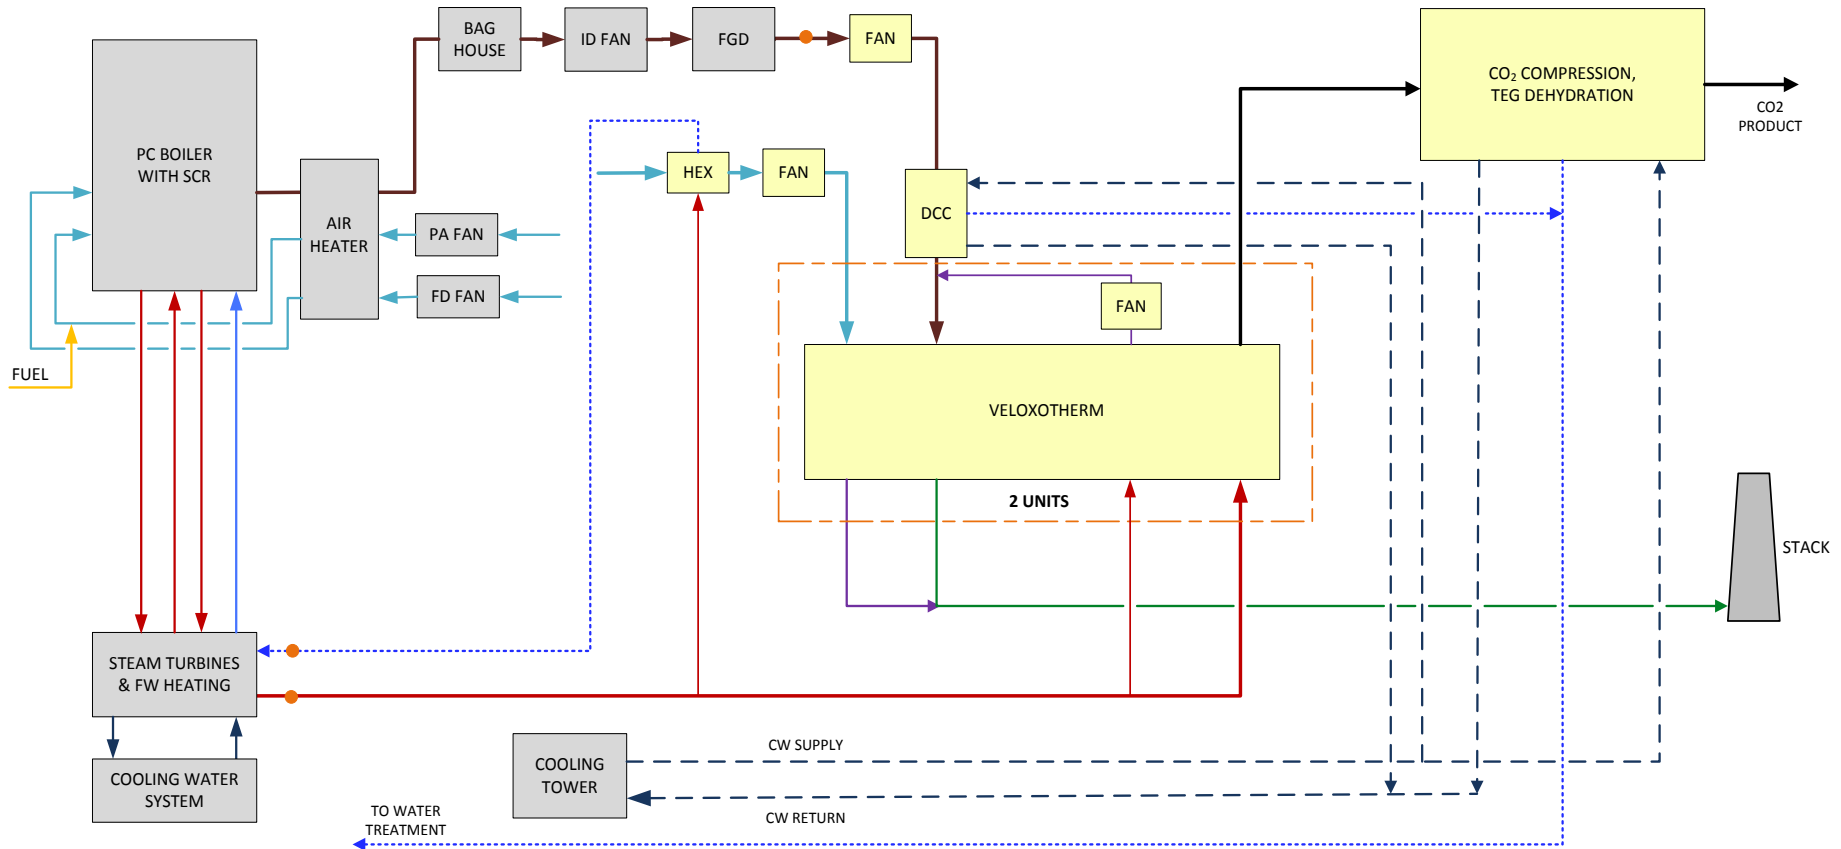 BAG
HOUSE
ID FAN
FGD
FAN
CO₂ COMPRESSION,
TEG DEHYDRATION
CO2
PRODUCT
PC BOILER
WITH SCR
HEX
FAN
AIR
HEATER
PA FAN
FD FAN
DCC
FAN
FUEL
VELOXOTHERM
2 UNITS
STACK
STEAM TURBINES
& FW HEATING
COOLING WATER
SYSTEM
COOLING
TOWER
CW SUPPLY
CW RETURN
TO WATER
TREATMENT